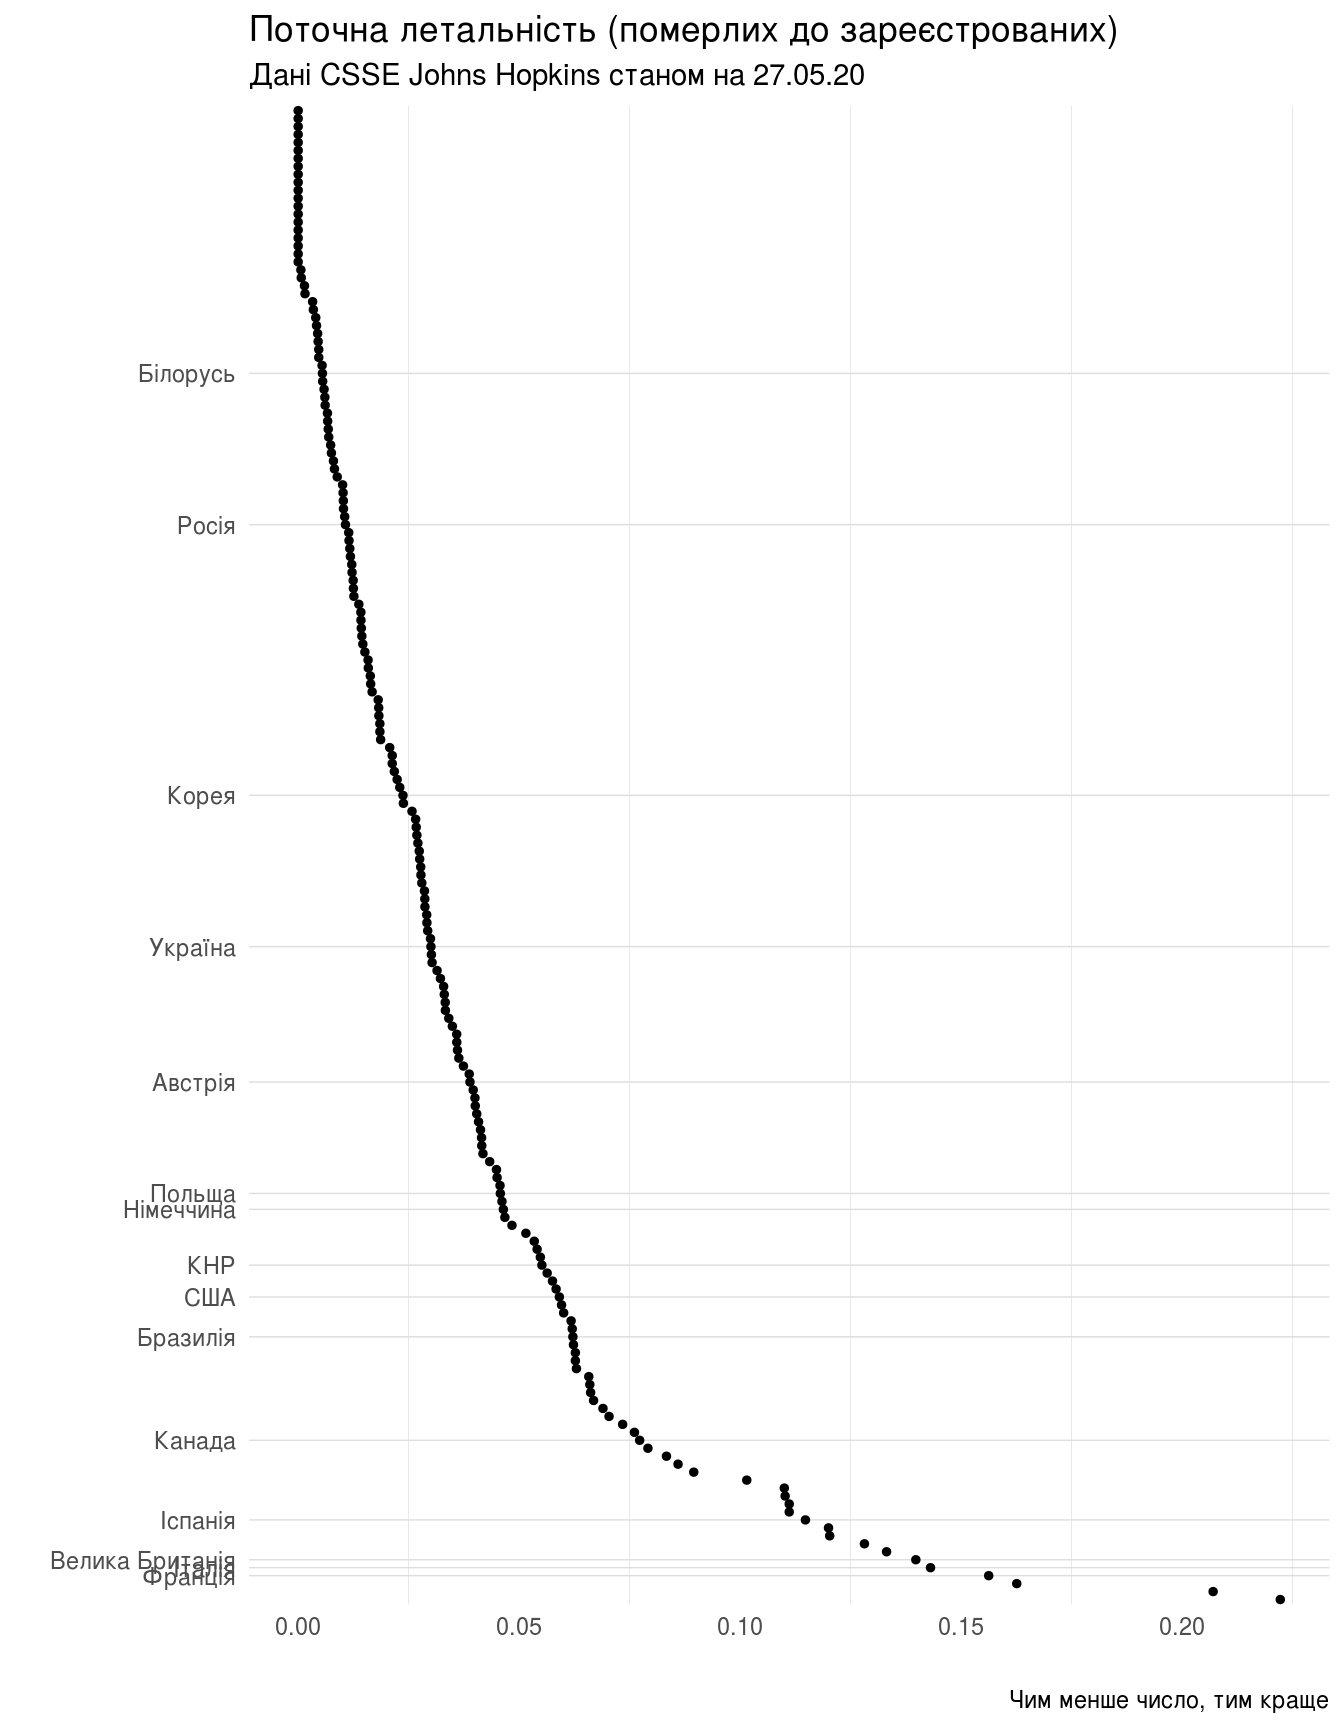 Поточна летальність (померлих до зареєстрованих)
Дані CSSE Johns Hopkins станом на 27.05.20
Білорусь
Росія
Корея
Україна
Австрія
Польща
Німеччина
КНР
США
Бразилія
Канада
Іспанія
Велика Британія
Італія
Франція
0.00 0.05 0.10 0.15 0.20
Чим менше число, тим краще